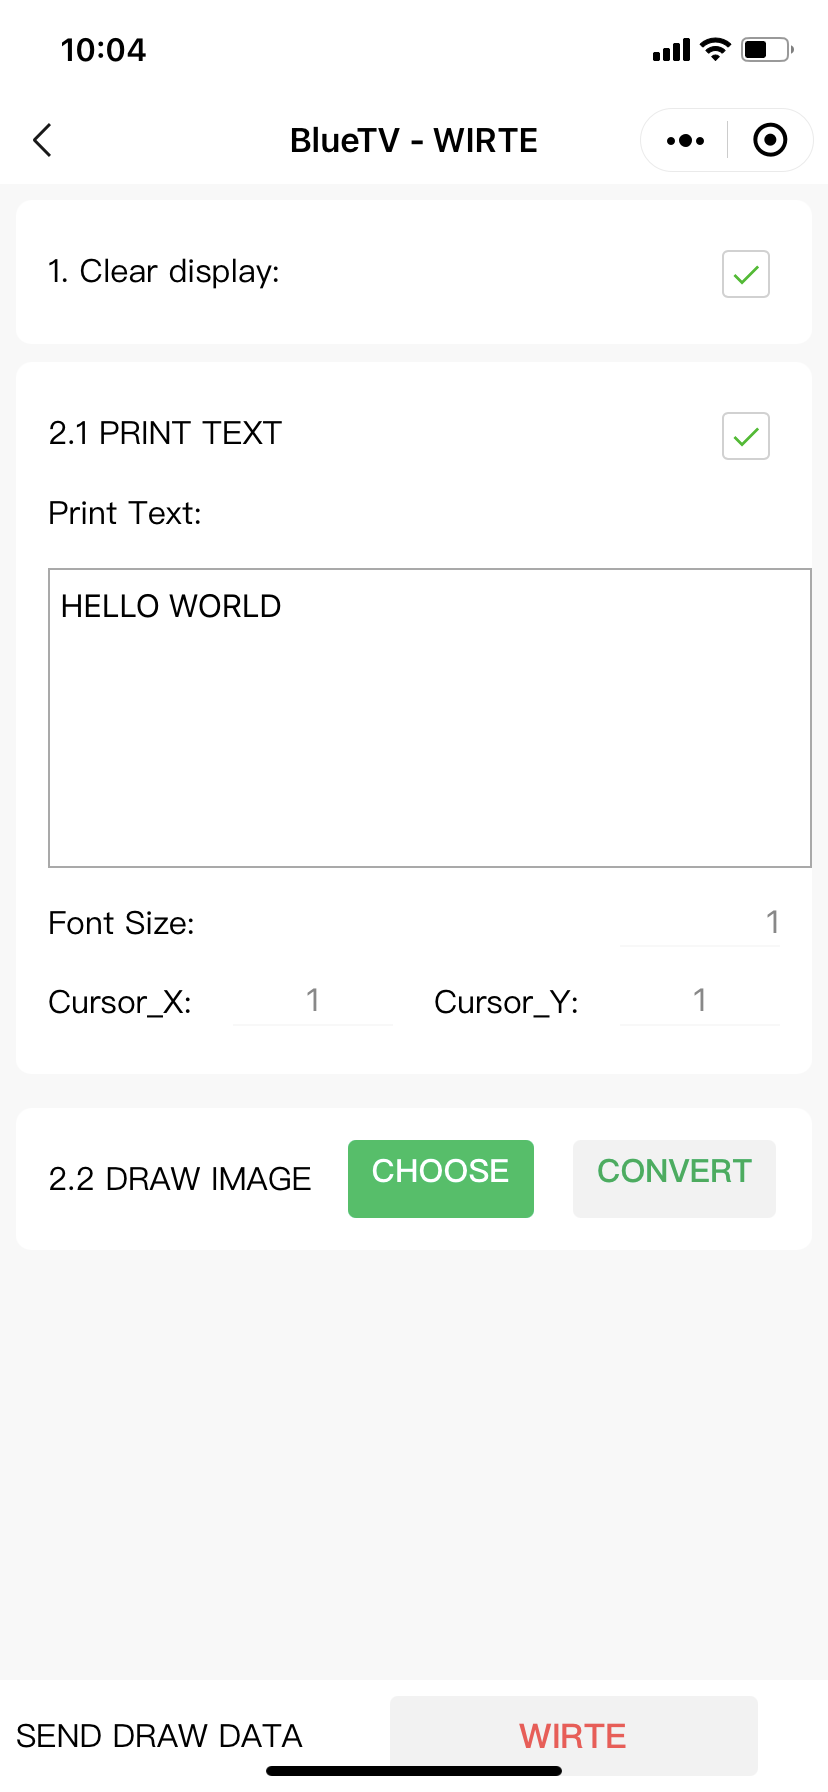 10:04
BlueTV - WIRTE
1. Clear display:
2.1 PRINT TEXT
Print Text:
HELLO WORLD
Font Size: 1
Cursor_X: 1 Cursor_Y: 1
2.2 DRAW IMAGE CHOOSE CONVERT
SEND DRAW DATA WIRTE